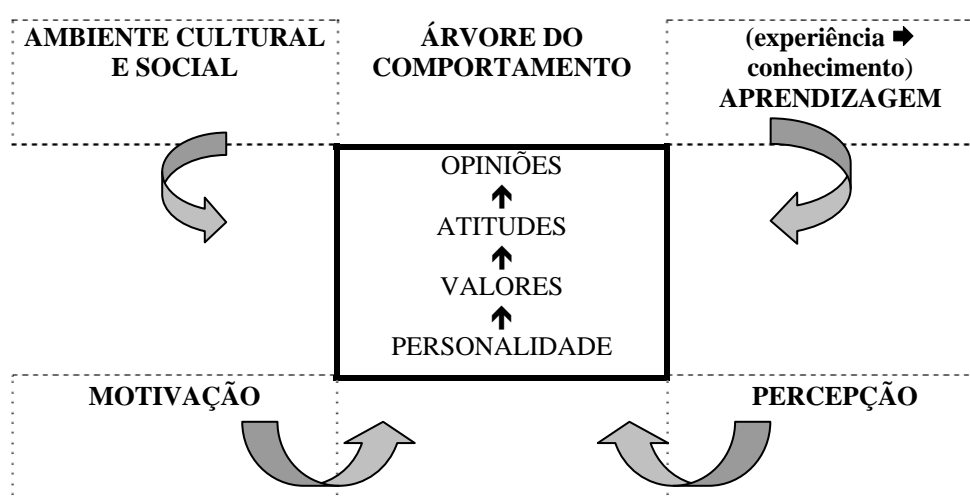 AMBIENTE CULTURAL
E SOCIAL
ÁRVORE DO
COMPORTAMENTO
(experiência 🡆
conhecimento)
APRENDIZAGEM
OPINIÕES
ATITUDES
VALORES
PERSONALIDADE
MOTIVAÇÃO
PERCEPÇÃO